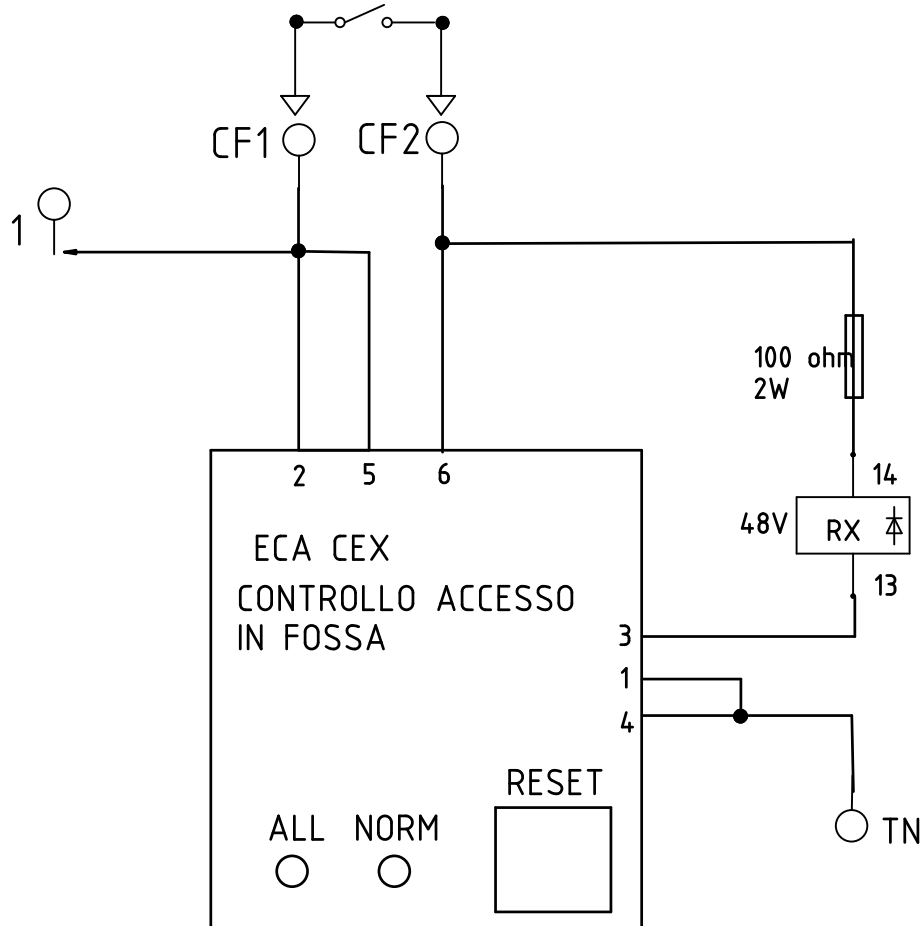 CF1
CF2
1
100 ohm
2W
2
5
6
14
48V
RX
ECA CEX
13
CONTROLLO ACCESSO
IN FOSSA
3
1
4
RESET
ALL
NORM
TN